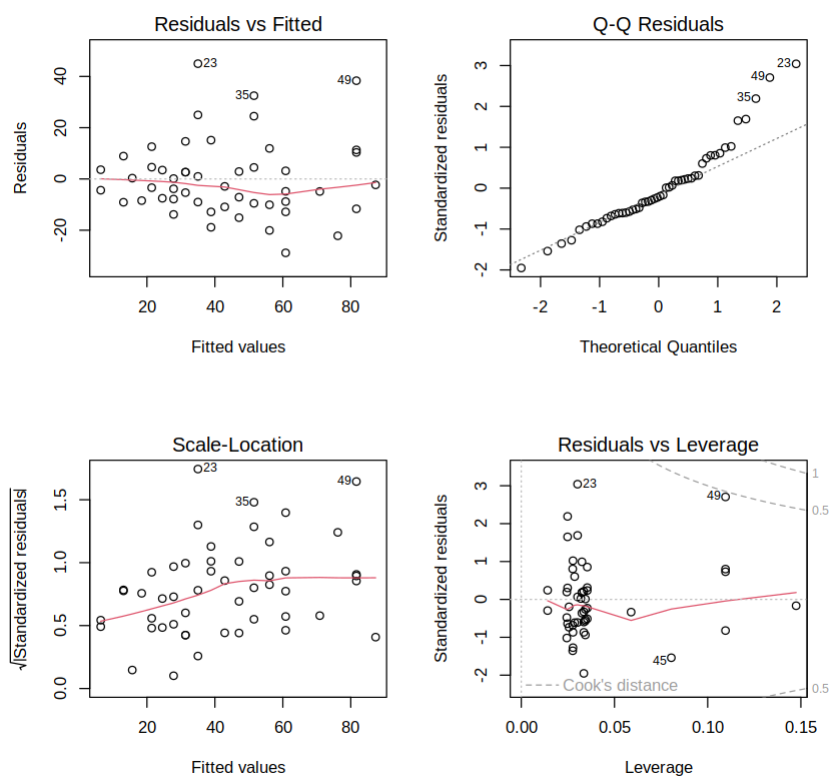 Residuals vs Fitted
Residuals
40
20
0
-20
23
35
49
20 40 60 80
Fitted values
Q-Q Residuals
Standardized residuals
3
2
1
0
-1
-2
23
49
35
-2 -1 0 1 2
Theoretical Quantiles
Scale-Location
√|Standardized residuals|
1.5
1.0
0.5
0.0
23
49
35
20 40 60 80
Fitted values
Residuals vs Leverage
Standardized residuals
3
2
1
0
-1
-2
23
49
45
1
0.5
0.5
Cook's distance
0.00 0.05 0.10 0.15
Leverage